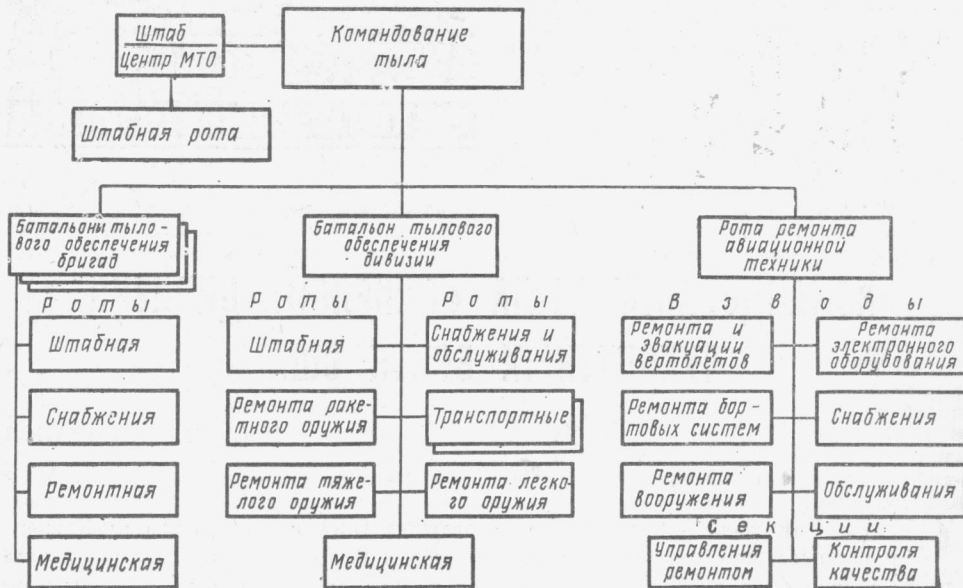 Штаб
Центр МТО
Командование
тыла
Штабная рота
Батальоны тыло-
вого обеспечения
бригад
Батальон тылового
обеспечения
дивизии
Рота ремонта
авиационной
техники
Роты
Штабная
Снабжения
Ремонтная
Медицинская
Роты
Роты
Штабная
Снабжения и
обслуживания
Ремонта раке-
тного оружия
Транспортные
Ремонта тяже-
лого оружия
Ремонта легко-
го оружия
Медицинская
Взводы
Ремонта и
эвакуации
вертолетов
Ремонта
электронного
оборудования
Ремонта бор-
товых систем
Снабжения
Ремонта
вооружения
Обслуживания
Секции:
Управления
ремонтом
Контроля
качества